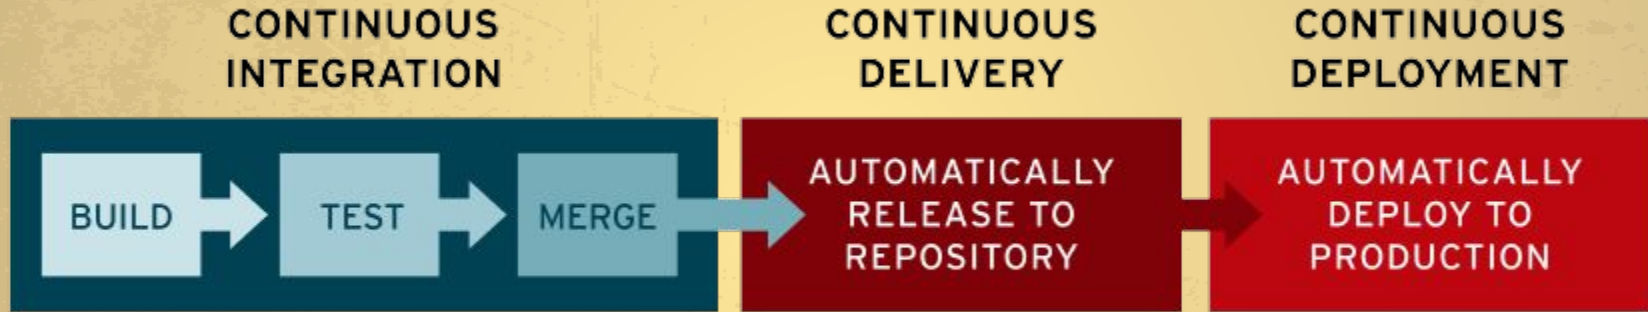 CONTINUOUS
INTEGRATION
CONTINUOUS
DELIVERY
CONTINUOUS
DEPLOYMENT
BUILD
TEST
MERGE
AUTOMATICALLY
RELEASE TO
REPOSITORY
AUTOMATICALLY
DEPLOY TO
PRODUCTION